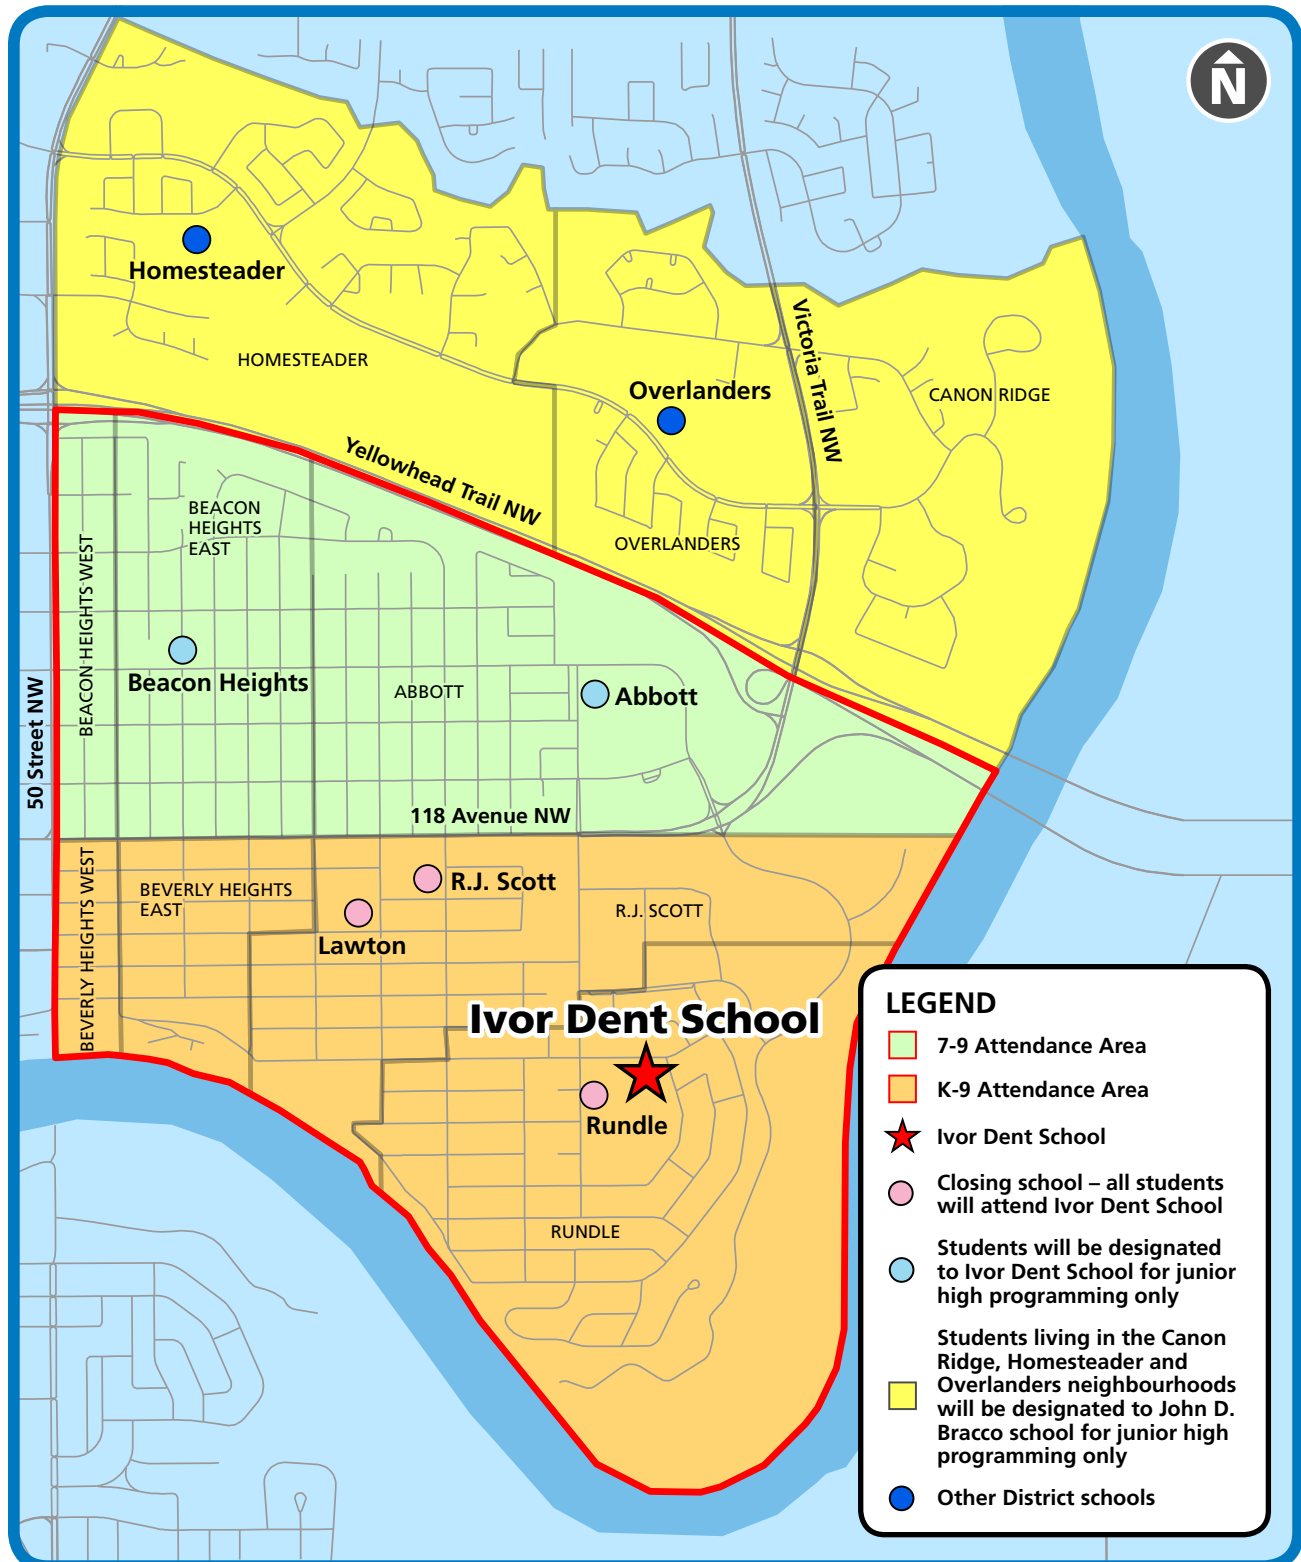 N
Homesteader
HOMESTEADER
Victoria Trail NW
Overlanders
CANON RIDGE
Yellowhead Trail NW
OVERLANDERS
BEACON
HEIGHTS
EAST
BEACON HEIGHTS WEST
Beacon Heights
ABBOTT
Abbott
50 Street NW
118 Avenue NW
BEVERLY HEIGHTS WEST
BEVERLY HEIGHTS
EAST
R.J. Scott
R.J. SCOTT
Lawton
Ivor Dent School
Rundle
RUNDLE
LEGEND
7-9 Attendance Area
K-9 Attendance Area
Ivor Dent School
Closing school – all students
will attend Ivor Dent School
Students will be designated
to Ivor Dent School for junior
high programming only
Students living in the Canon
Ridge, Homesteader and
Overlanders neighbourhoods
will be designated to John D.
Bracco school for junior high
programming only
Other District schools